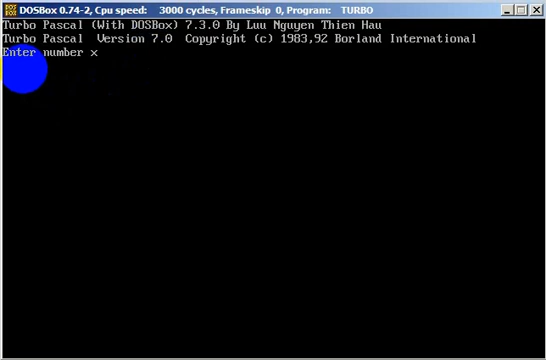 DOSBox 0.74-2, Cpu speed: 3000 cycles, Frameskip 0, Program: TURBO
Turbo Pascal (With DOSBox) 7.3.0 By Luu Nguyen Thien Hau
Turbo Pascal Version 7.0 Copyright (c) 1983,92 Borland International
Enter number x